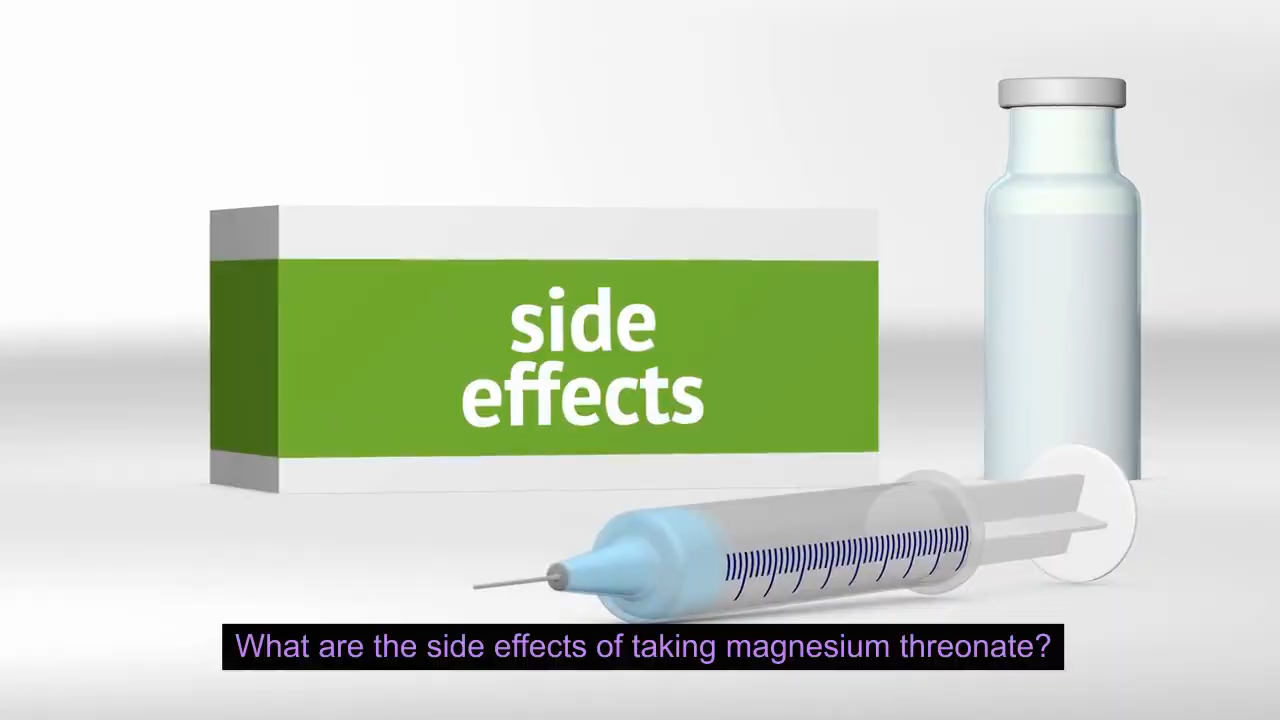 side
effects
What are the side effects of taking magnesium threonate?